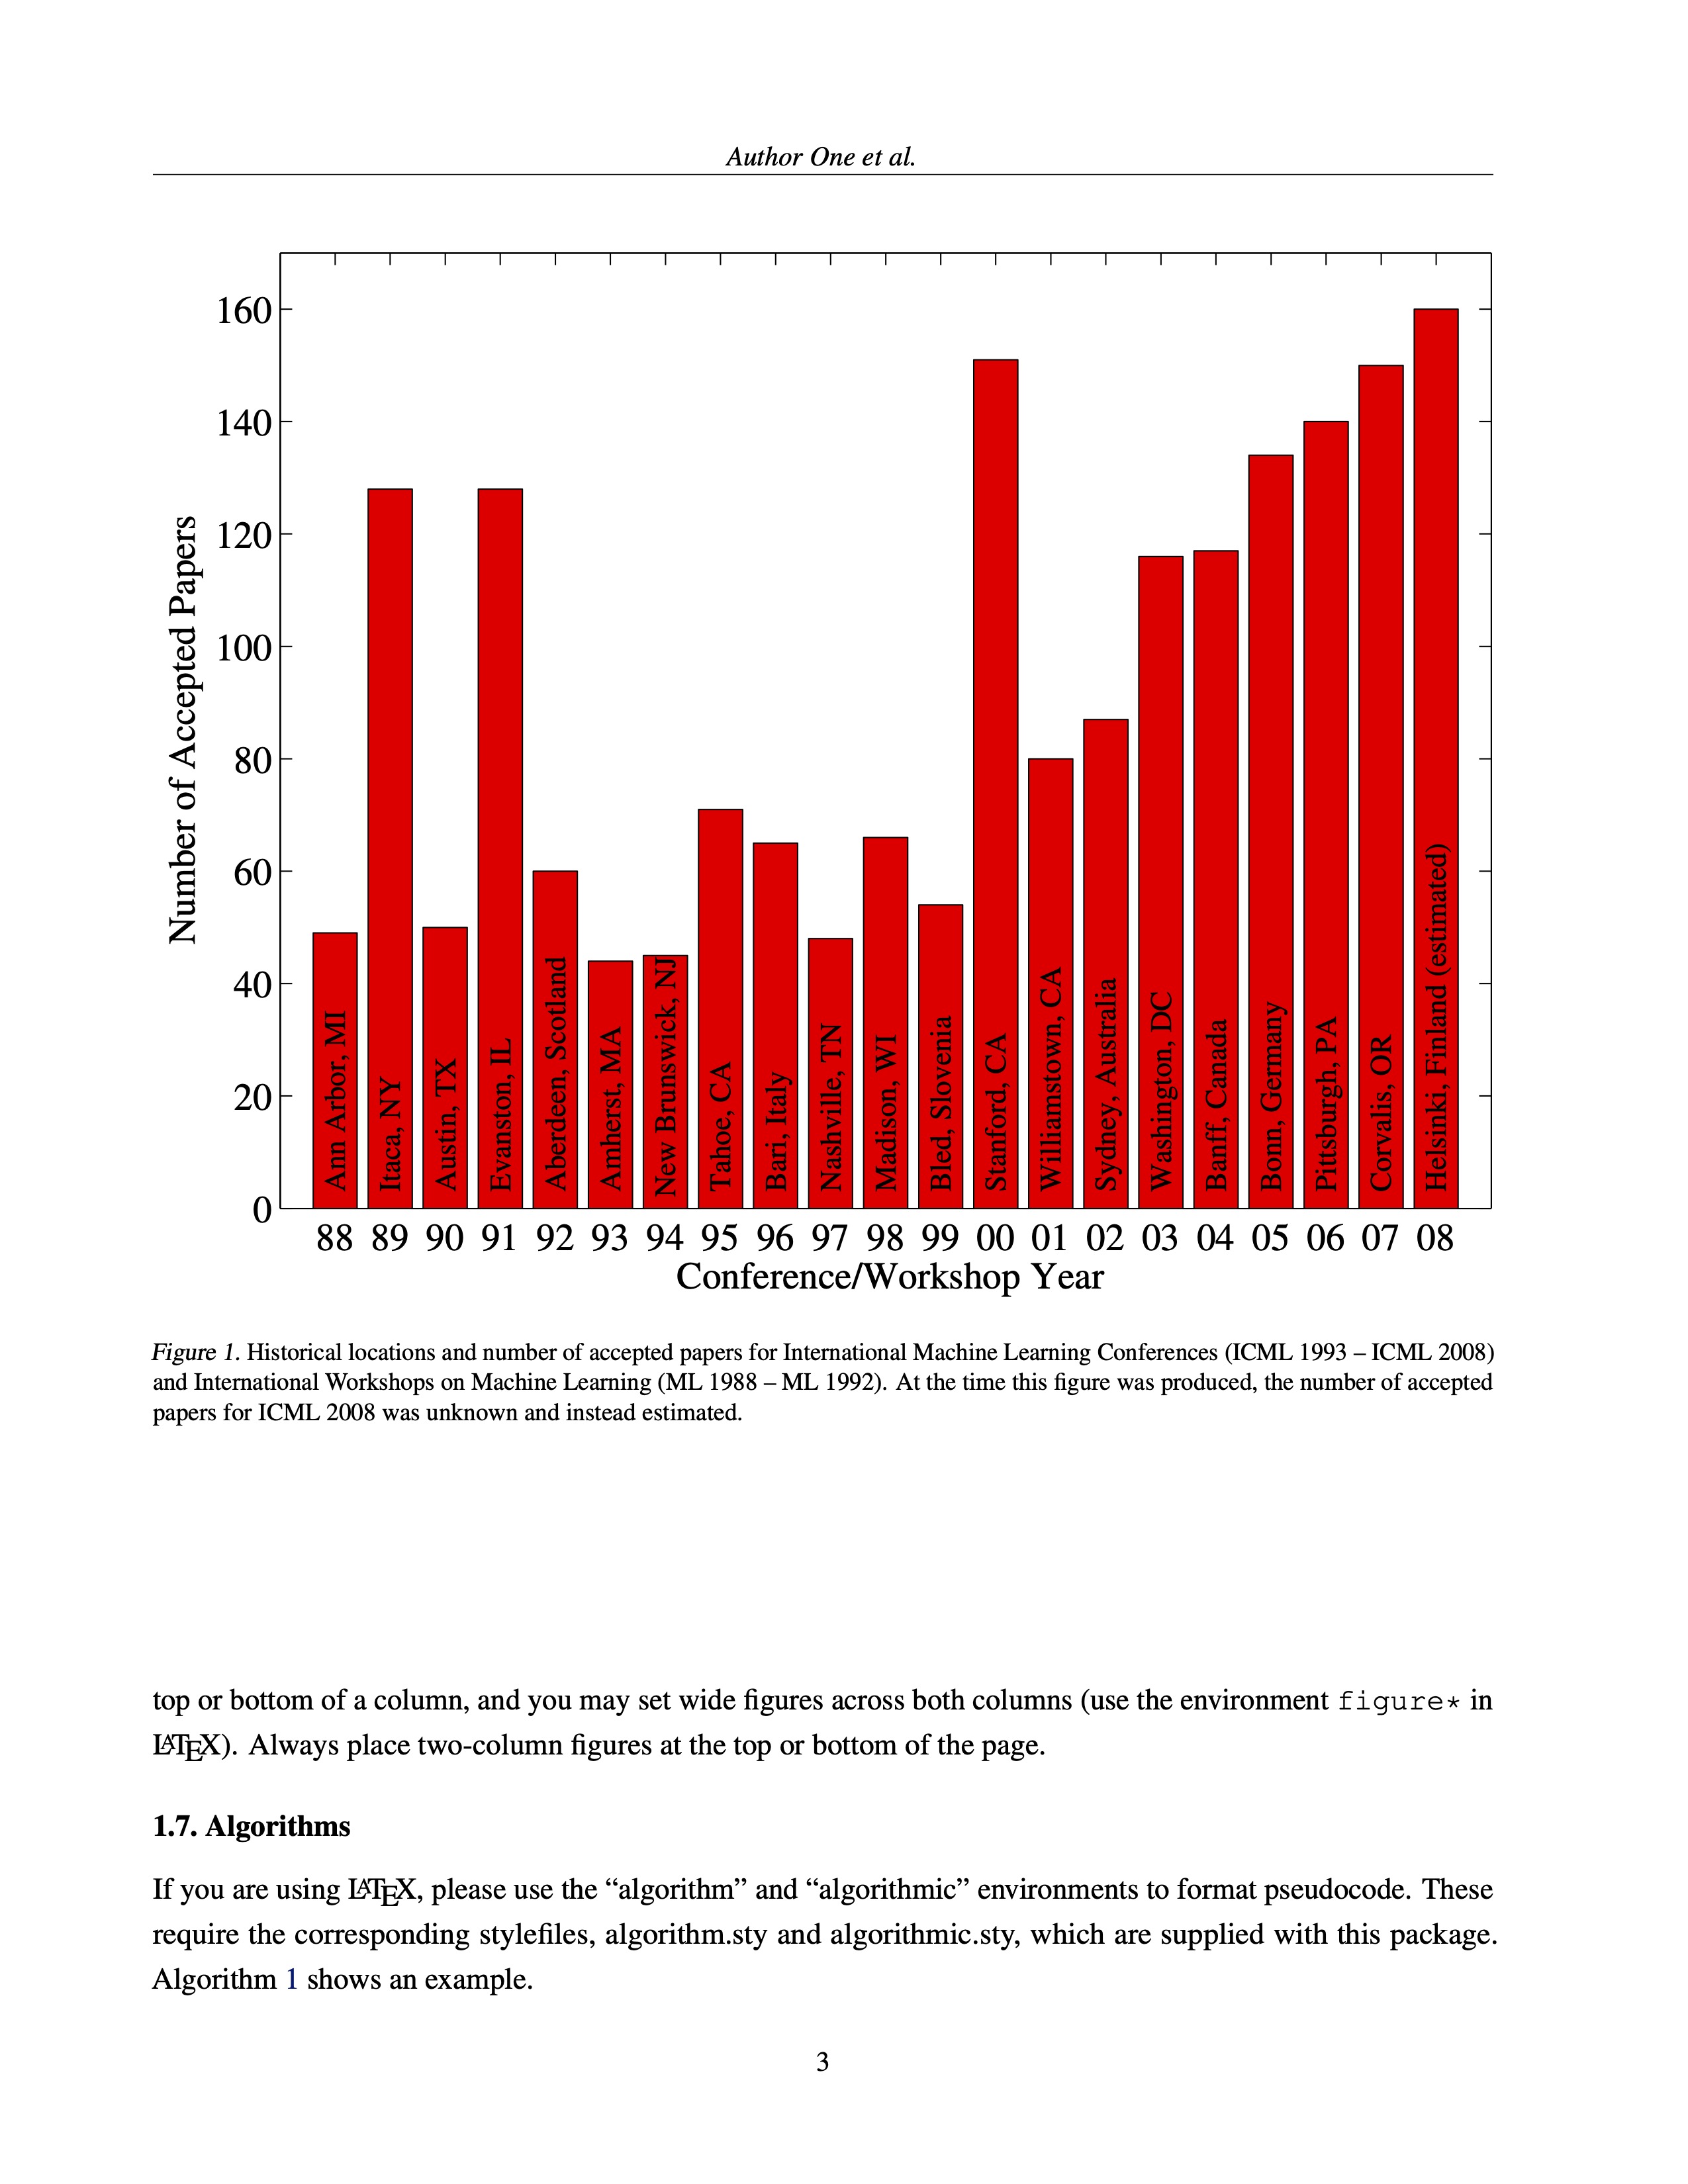 Author One et al.
160
140
120
100
80
60
40
20
0
Number of Accepted Papers
Ann Arbor, MI
Itaca, NY
Austin, TX
Evanston, IL
Aberdeen, Scotland
Amherst, MA
New Brunswick, NJ
Tahoe, CA
Bari, Italy
Nashville, TN
Madison, WI
Bled, Slovenia
Stanford, CA
Williamstown, CA
Sydney, Australia
Washington, DC
Banff, Canada
Bonn, Germany
Pittsburgh, PA
Corvalis, OR
Helsinki, Finland (estimated)
88 89 90 91 92 93 94 95 96 97 98 99 00 01 02 03 04 05 06 07 08
Conference/Workshop Year
Figure 1. Historical locations and number of accepted papers for International Machine Learning Conferences (ICML 1993 – ICML 2008)
and International Workshops on Machine Learning (ML 1988 – ML 1992). At the time this figure was produced, the number of accepted
papers for ICML 2008 was unknown and instead estimated.
top or bottom of a column, and you may set wide figures across both columns (use the environment figure* in
LATEX). Always place two-column figures at the top or bottom of the page.
1.7. Algorithms
If you are using LATEX, please use the “algorithm” and “algorithmic” environments to format pseudocode. These
require the corresponding stylefiles, algorithm.sty and algorithmic.sty, which are supplied with this package.
Algorithm 1 shows an example.
3